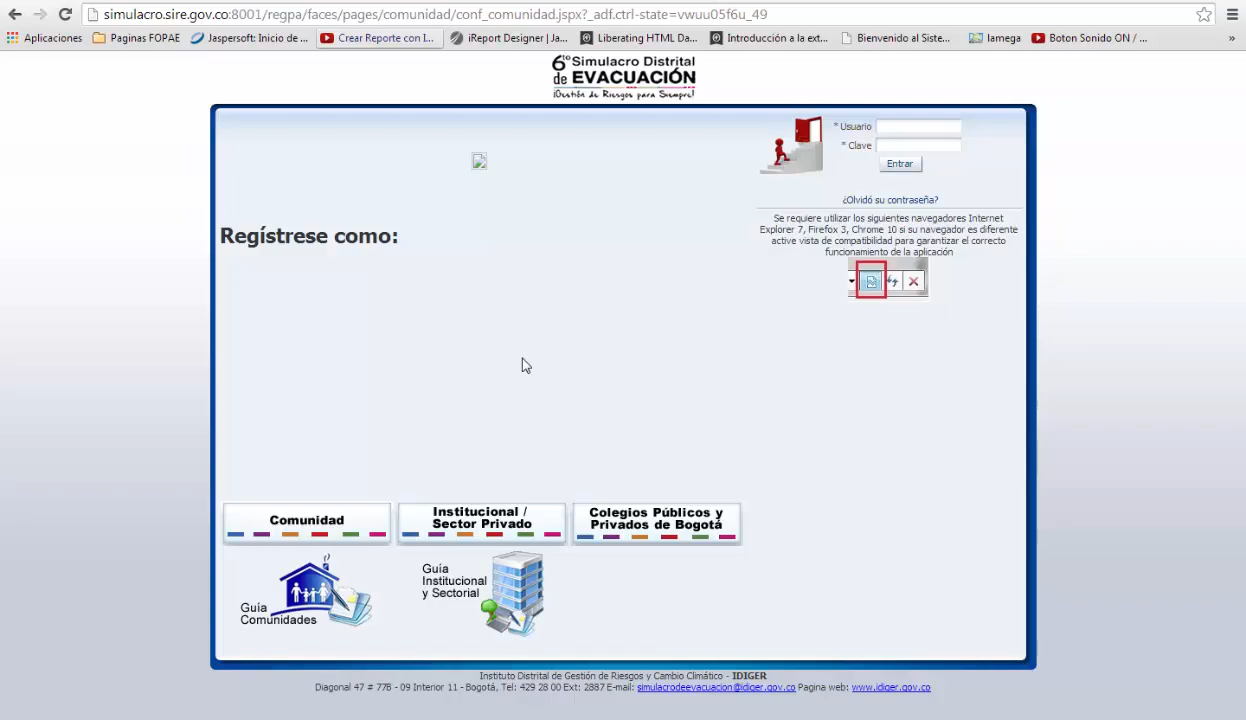 simulacro.sire.gov.co:8001/regpa/faces/pages/comunidad/conf_comunidad.jspx?_adf.ctrl-state=vwuu05f6u_49
Aplicaciones Paginas FOPAE Jaspersoft: Inicio de ... Crear Reporte con I... iReport Designer | Ja... Liberating HTML Da... Introducción a la ext... Bienvenido al Siste... lamega Boton Sonido ON / ... »
6to Simulacro Distrital
de EVACUACIÓN
¡Gestión de Riesgos para Siempre!
* Usuario
* Clave
Entrar
¿Olvidó su contraseña?
Se requiere utilizar los siguientes navegadores Internet
Explorer 7, Firefox 3, Chrome 10 si su navegador es diferente
active vista de compatibilidad para garantizar el correcto
funcionamiento de la aplicación
Regístrese como:
Comunidad
Institucional /
Sector Privado
Colegios Públicos y
Privados de Bogotá
Guía
Comunidades
Guía
Institucional
y Sectorial
Instituto Distrital de Gestión de Riesgos y Cambio Climático - IDIGER
Diagonal 47 # 77B - 09 Interior 11 - Bogotá, Tel: 429 28 00 Ext: 2887 E-mail: simulacrodeevacuacion@idiger.gov.co Pagina web: www.idiger.gov.co